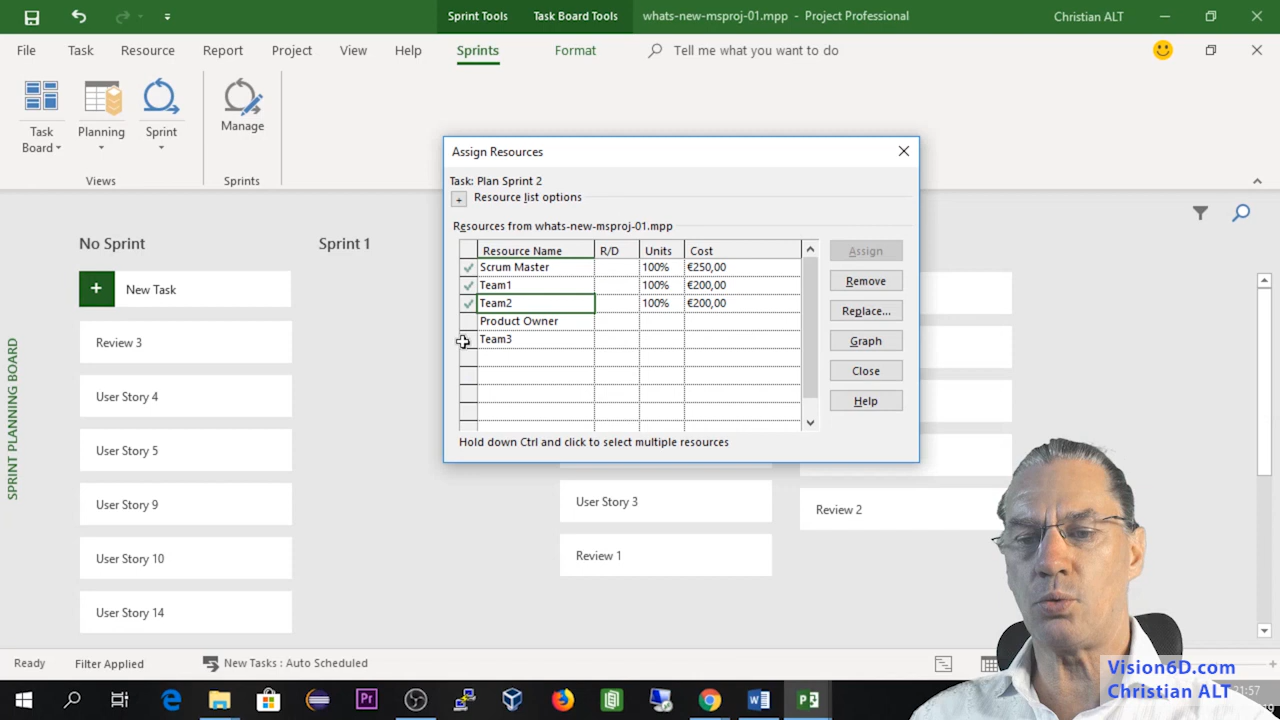 Sprint Tools Task Board Tools whats-new-msproj-01.mpp - Project Professional Christian ALT
File Task Resource Report Project View Help Sprints Format Tell me what you want to do
Task Board
Planning
Sprint
Manage
Views Sprints
Assign Resources
Task: Plan Sprint 2
+ Resource list options
Resources from whats-new-msproj-01.mpp
Resource Name R/D Units Cost
Scrum Master 100% €250,00
Team1 100% €200,00
Team2 100% €200,00
Product Owner
Team3
Assign
Remove
Replace...
Graph
Close
Help
Hold down Ctrl and click to select multiple resources
SPRINT PLANNING BOARD
No Sprint
+ New Task
Review 3
User Story 4
User Story 5
User Story 9
User Story 10
User Story 14
Sprint 1
User Story 3
Review 1
Review 2
Ready Filter Applied New Tasks : Auto Scheduled
Vision6D.com
Christian ALT